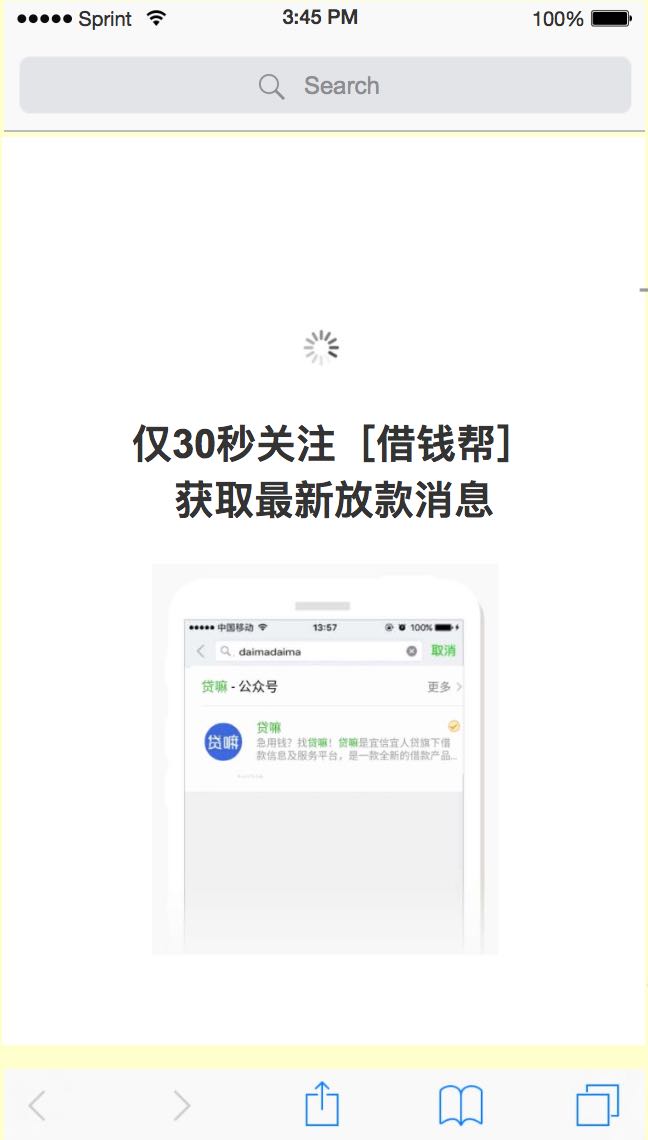 Sprint 3:45 PM 100%
Search
仅30秒关注［借钱帮］
获取最新放款消息
中国移动 13:57 100%
daimadaima 取消
贷嘛 - 公众号 更多
贷嘛
贷嘛
急用钱？找贷嘛！贷嘛是宜信宜人贷旗下借
款信息及服务平台，是一款全新的借款产品...